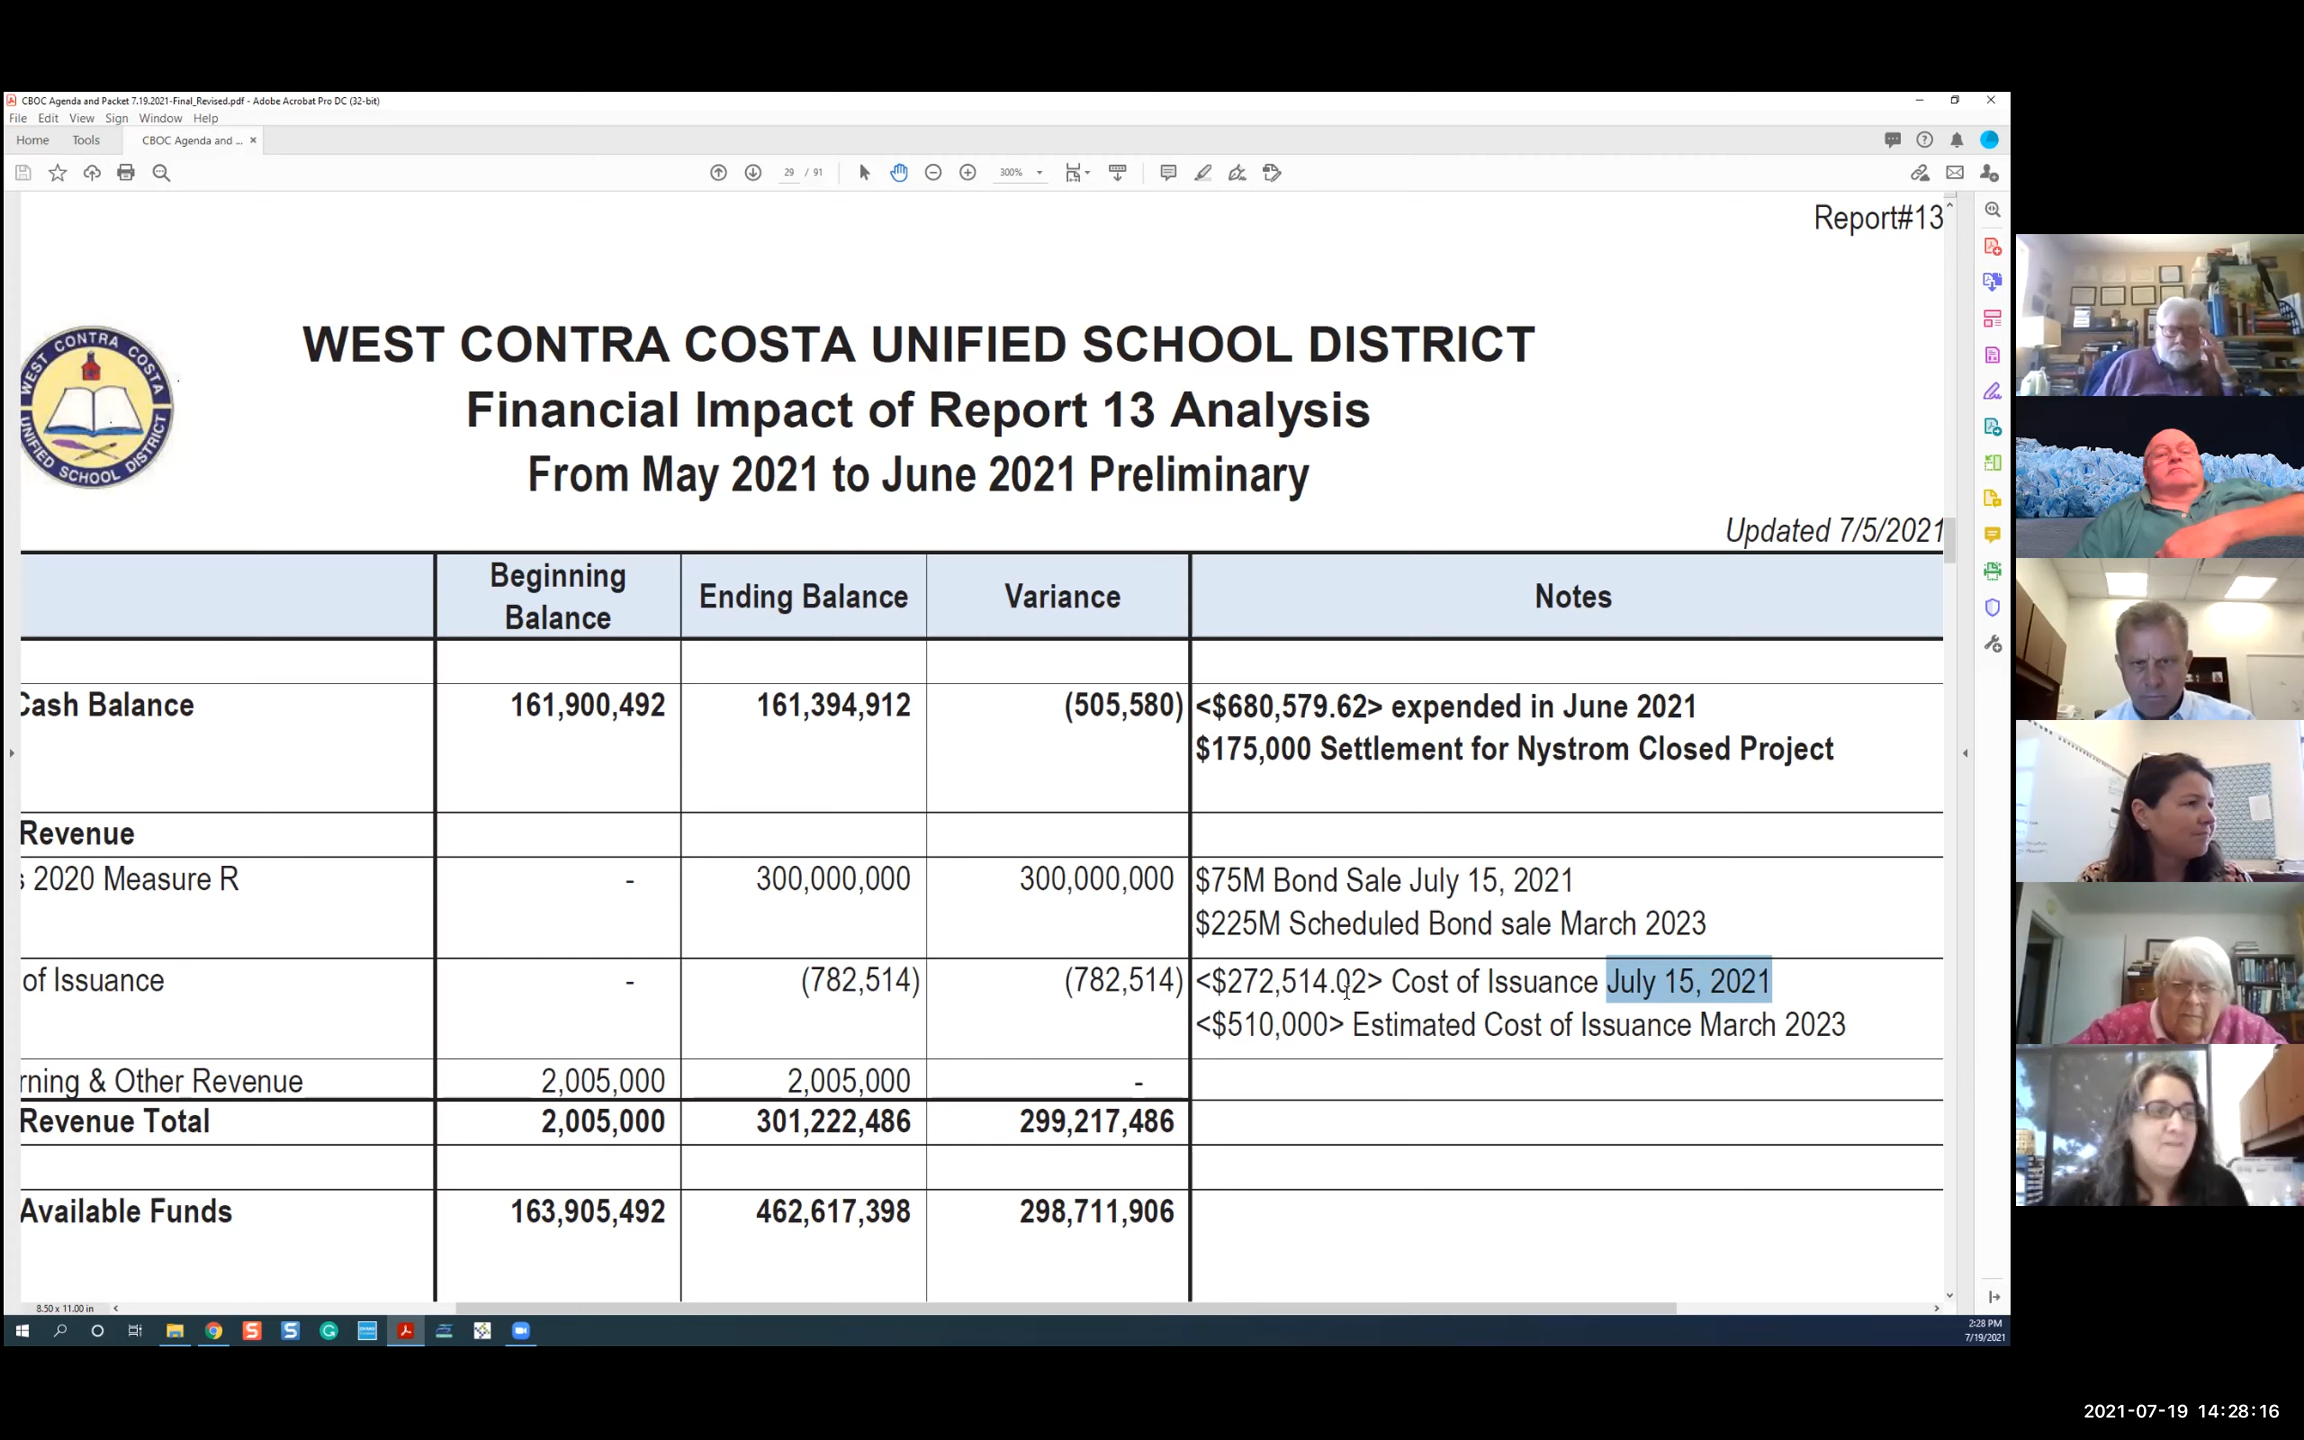 CBOC Agenda and Packet 7.19.2021-Final_Revised.pdf - Adobe Acrobat Pro DC (32-bit)
File Edit View Sign Window Help
Home Tools CBOC Agenda and ... ×
29 / 91 300%
Report#13
WEST CONTRA COSTA
UNIFIED SCHOOL DISTRICT
WEST CONTRA COSTA UNIFIED SCHOOL DISTRICT
Financial Impact of Report 13 Analysis
From May 2021 to June 2021 Preliminary
Updated 7/5/2021
Beginning Balance Ending Balance Variance Notes
Cash Balance 161,900,492 161,394,912 (505,580) <$680,579.62> expended in June 2021
$175,000 Settlement for Nystrom Closed Project
Revenue
s 2020 Measure R - 300,000,000 300,000,000 $75M Bond Sale July 15, 2021
$225M Scheduled Bond sale March 2023
of Issuance - (782,514) (782,514) <$272,514.02> Cost of Issuance July 15, 2021
<$510,000> Estimated Cost of Issuance March 2023
rning & Other Revenue 2,005,000 2,005,000 -
Revenue Total 2,005,000 301,222,486 299,217,486
Available Funds 163,905,492 462,617,398 298,711,906
8.50 x 11.00 in
2:28 PM
7/19/2021
2021-07-19 14:28:16